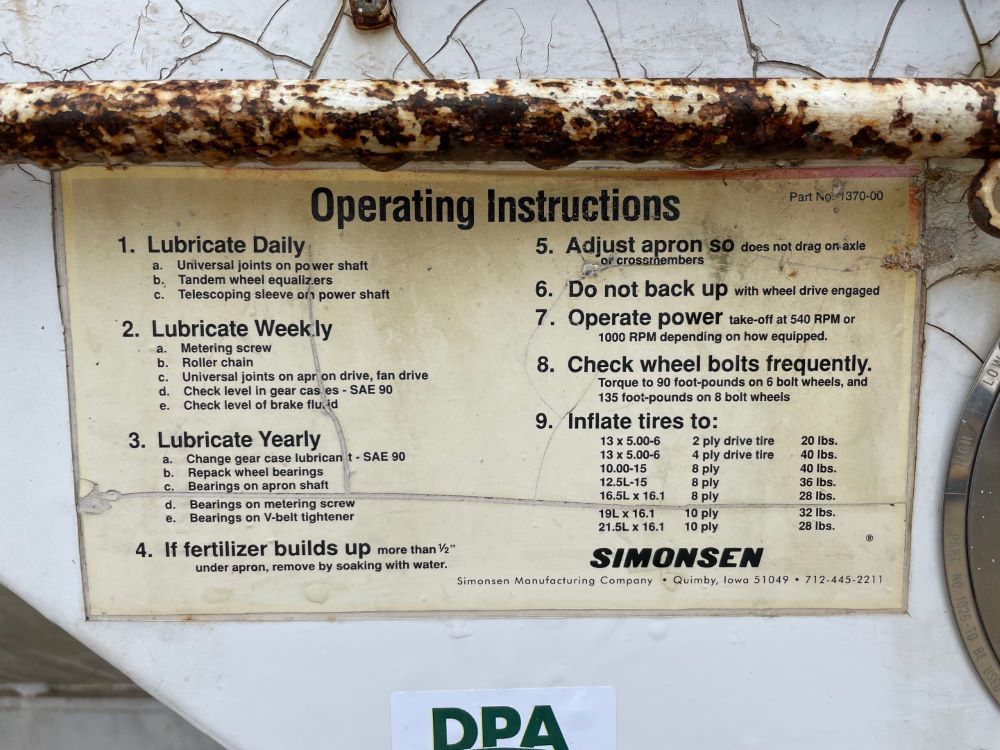 Operating Instructions
Part No. 1370-00
1. Lubricate Daily
a. Universal joints on power shaft
b. Tandem wheel equalizers
c. Telescoping sleeve on power shaft
2. Lubricate Weekly
a. Metering screw
b. Roller chain
c. Universal joints on apron drive, fan drive
d. Check level in gear cases - SAE 90
e. Check level of brake fluid
3. Lubricate Yearly
a. Change gear case lubricant - SAE 90
b. Repack wheel bearings
c. Bearings on apron shaft
d. Bearings on metering screw
e. Bearings on V-belt tightener
4. If fertilizer builds up more than ½"
under apron, remove by soaking with water.
5. Adjust apron so does not drag on axle
or crossmembers
6. Do not back up with wheel drive engaged
7. Operate power take-off at 540 RPM or
1000 RPM depending on how equipped.
8. Check wheel bolts frequently.
Torque to 90 foot-pounds on 6 bolt wheels, and
135 foot-pounds on 8 bolt wheels
9. Inflate tires to:
13 x 5.00-6 2 ply drive tire 20 lbs.
13 x 5.00-6 4 ply drive tire 40 lbs.
10.00-15 8 ply 40 lbs.
12.5L-15 8 ply 36 lbs.
16.5L x 16.1 8 ply 28 lbs.
19L x 16.1 10 ply 32 lbs.
21.5L x 16.1 10 ply 28 lbs.
SIMONSEN ®
Simonsen Manufacturing Company • Quimby, Iowa 51049 • 712-445-2211
LOW
HIGH
PART NO. 1026-TO BE
DPA